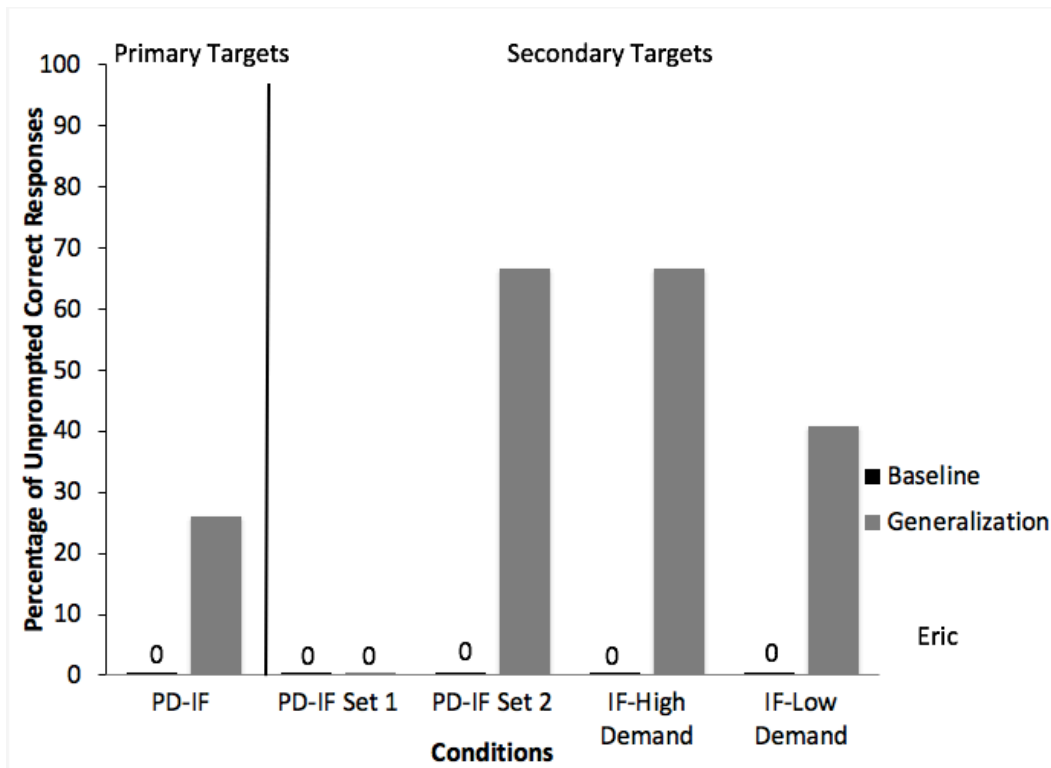 Primary Targets
Secondary Targets
Percentage of Unprompted Correct Responses
100
90
80
70
60
50
40
30
20
10
0
0
0
0
0
0
0
PD-IF
PD-IF Set 1
PD-IF Set 2
IF-High
Demand
IF-Low
Demand
Conditions
Baseline
Generalization
Eric